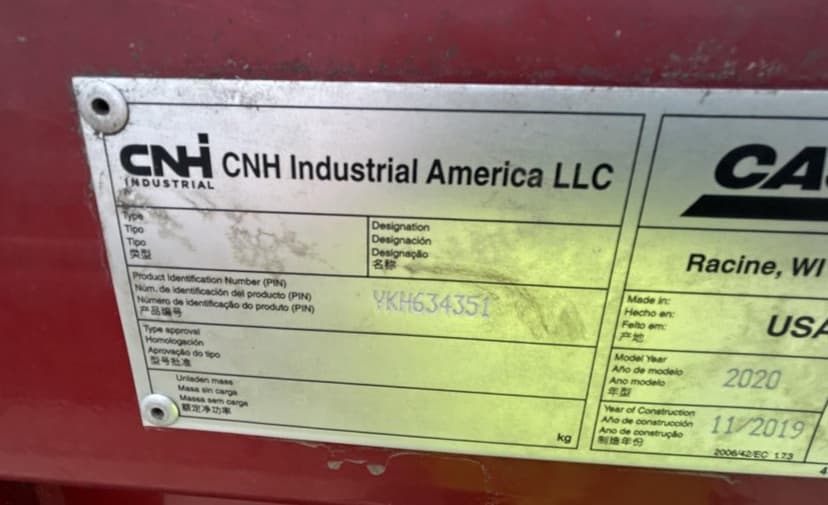 CNH
INDUSTRIAL
CNH Industrial America LLC
Type
Tipo
Tipo
类型
Designation
Designación
Designação
名称
Product Identification Number (PIN)
Núm. de identificación del producto (PIN)
Número de identificação do produto (PIN)
产品编号
YKH634351
Type approval
Homologación
Aprovação do tipo
型号批准
Unladen mass
Masa sin carga
Massa sem carga
额定净功率
kg
CAS
Racine, WI
Made in:
Hecho en:
Feito em:
产地
USA
Model Year
Año de modelo
Ano modelo
年型
2020
Year of Construction
Año de construcción
Ano de construção
制造年份
11/2019
2006/42/EC 173
4